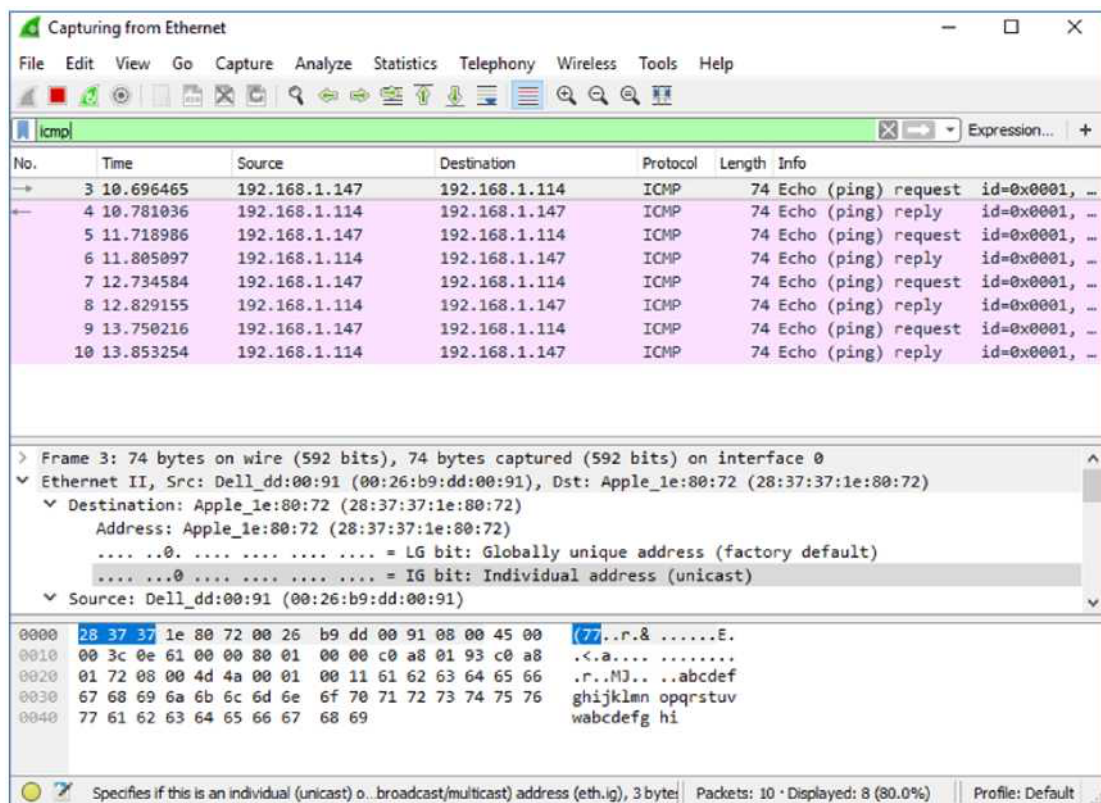 Capturing from Ethernet
File Edit View Go Capture Analyze Statistics Telephony Wireless Tools Help
icmp Expression... +
No. Time Source Destination Protocol Length Info
3 10.696465 192.168.1.147 192.168.1.114 ICMP 74 Echo (ping) request id=0x0001, …
4 10.781036 192.168.1.114 192.168.1.147 ICMP 74 Echo (ping) reply id=0x0001, …
5 11.718986 192.168.1.147 192.168.1.114 ICMP 74 Echo (ping) request id=0x0001, …
6 11.805097 192.168.1.114 192.168.1.147 ICMP 74 Echo (ping) reply id=0x0001, …
7 12.734584 192.168.1.147 192.168.1.114 ICMP 74 Echo (ping) request id=0x0001, …
8 12.829155 192.168.1.114 192.168.1.147 ICMP 74 Echo (ping) reply id=0x0001, …
9 13.750216 192.168.1.147 192.168.1.114 ICMP 74 Echo (ping) request id=0x0001, …
10 13.853254 192.168.1.114 192.168.1.147 ICMP 74 Echo (ping) reply id=0x0001, …
> Frame 3: 74 bytes on wire (592 bits), 74 bytes captured (592 bits) on interface 0
Ethernet II, Src: Dell_dd:00:91 (00:26:b9:dd:00:91), Dst: Apple_1e:80:72 (28:37:37:1e:80:72)
Destination: Apple_1e:80:72 (28:37:37:1e:80:72)
Address: Apple_1e:80:72 (28:37:37:1e:80:72)
.... ..0. .... .... .... .... = LG bit: Globally unique address (factory default)
.... ...0 .... .... .... .... = IG bit: Individual address (unicast)
Source: Dell_dd:00:91 (00:26:b9:dd:00:91)
0000 28 37 37 1e 80 72 00 26 b9 dd 00 91 08 00 45 00 (77..r.& ......E.
0010 00 3c 0e 61 00 00 80 01 00 00 c0 a8 01 93 c0 a8 .<.a.... ........
0020 01 72 08 00 4d 4a 00 01 00 11 61 62 63 64 65 66 .r..MJ.. ..abcdef
0030 67 68 69 6a 6b 6c 6d 6e 6f 70 71 72 73 74 75 76 ghijklmn opqrstuv
0040 77 61 62 63 64 65 66 67 68 69 wabcdefg hi
Specifies if this is an individual (unicast) o…broadcast/multicast) address (eth.ig), 3 bytes Packets: 10 · Displayed: 8 (80.0%) Profile: Default